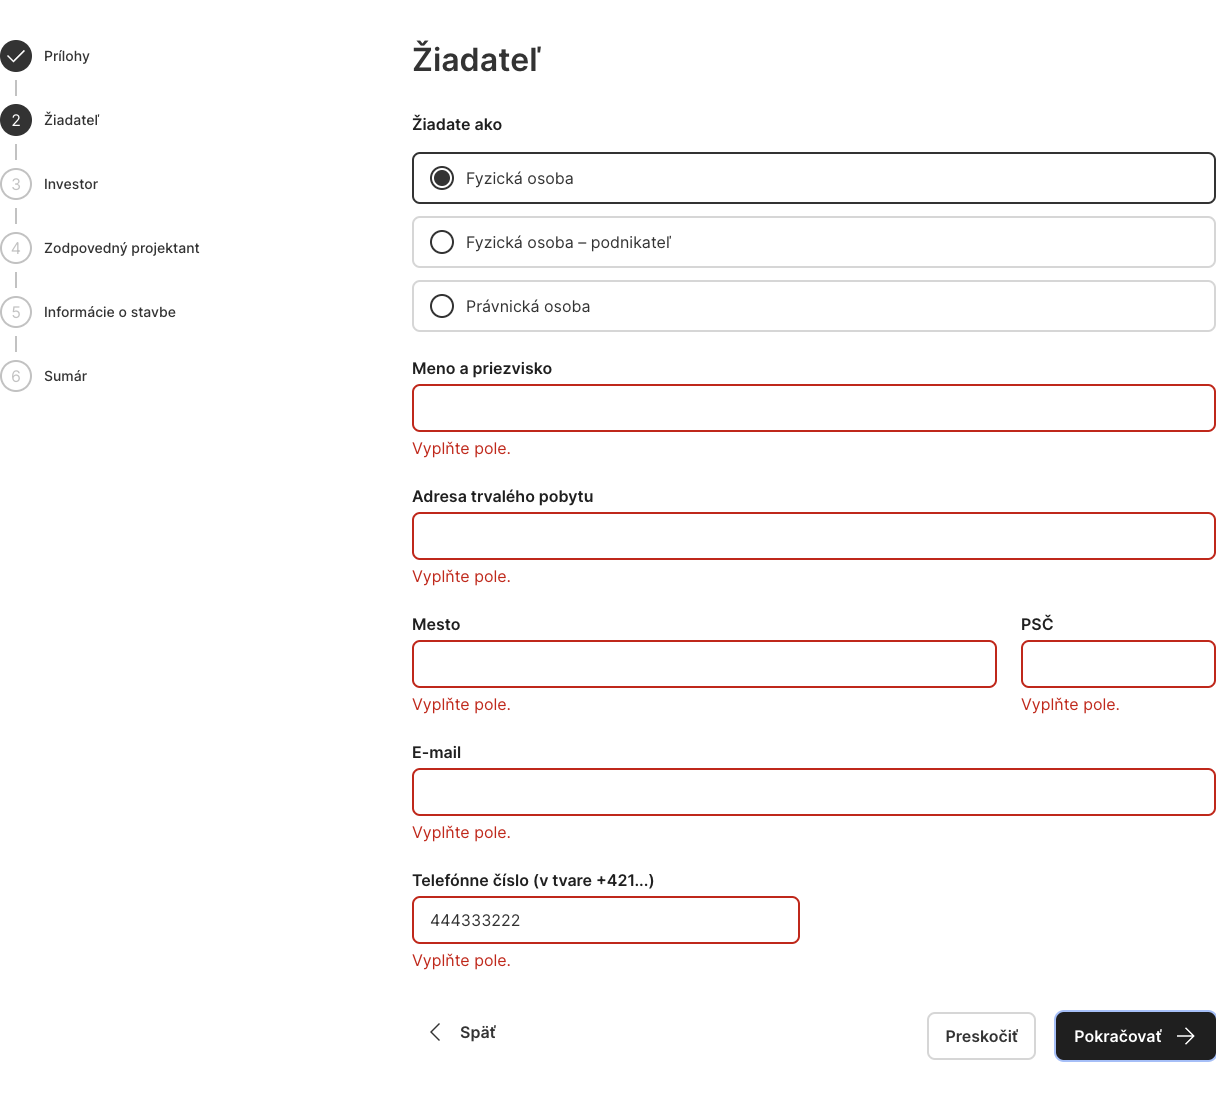 Prílohy
2
Žiadateľ
3
Investor
4
Zodpovedný projektant
5
Informácie o stavbe
6
Sumár
Žiadateľ
Žiadate ako
Fyzická osoba
Fyzická osoba – podnikateľ
Právnická osoba
Meno a priezvisko
Vyplňte pole.
Adresa trvalého pobytu
Vyplňte pole.
Mesto
Vyplňte pole.
PSČ
Vyplňte pole.
E-mail
Vyplňte pole.
Telefónne číslo (v tvare +421...)
444333222
Vyplňte pole.
Späť
Preskočiť
Pokračovať